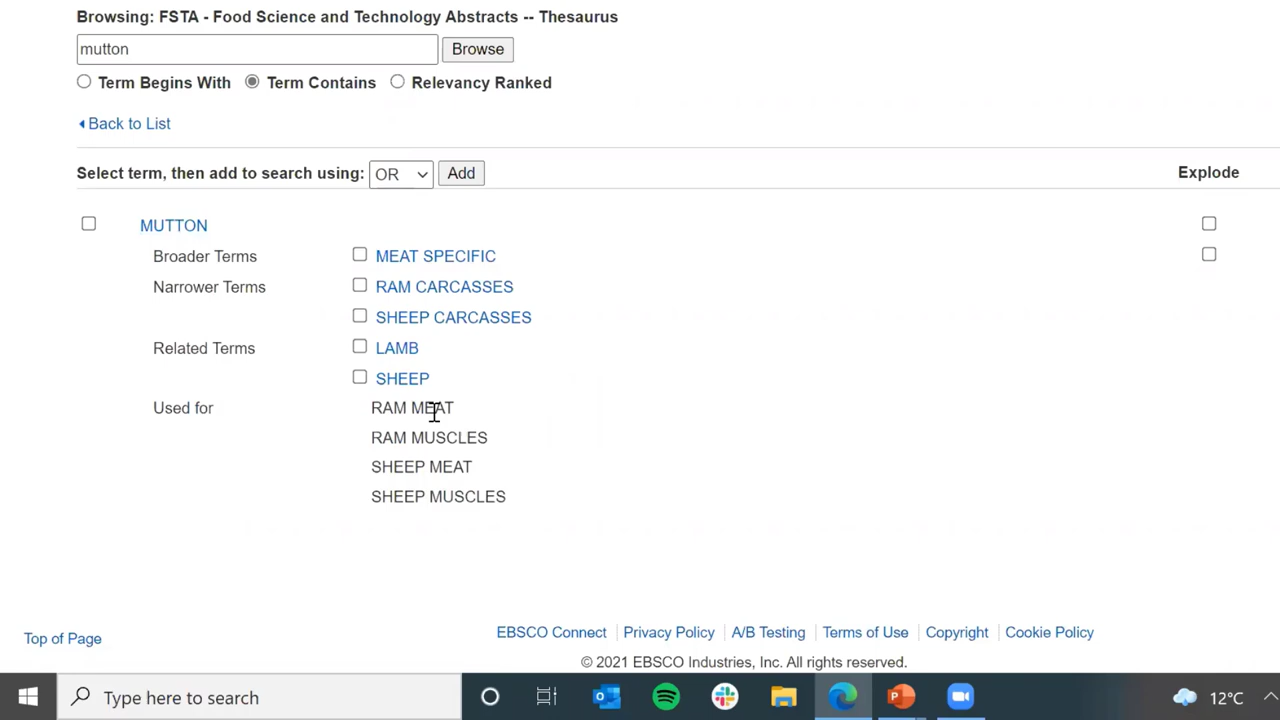 Browsing: FSTA - Food Science and Technology Abstracts -- Thesaurus
mutton Browse
Term Begins With Term Contains Relevancy Ranked
Back to List
Select term, then add to search using: OR Add Explode
MUTTON
Broader Terms MEAT SPECIFIC
Narrower Terms RAM CARCASSES
SHEEP CARCASSES
Related Terms LAMB
SHEEP
Used for RAM MEAT
RAM MUSCLES
SHEEP MEAT
SHEEP MUSCLES
Top of Page EBSCO Connect Privacy Policy A/B Testing Terms of Use Copyright Cookie Policy
© 2021 EBSCO Industries, Inc. All rights reserved.
Type here to search 12°C